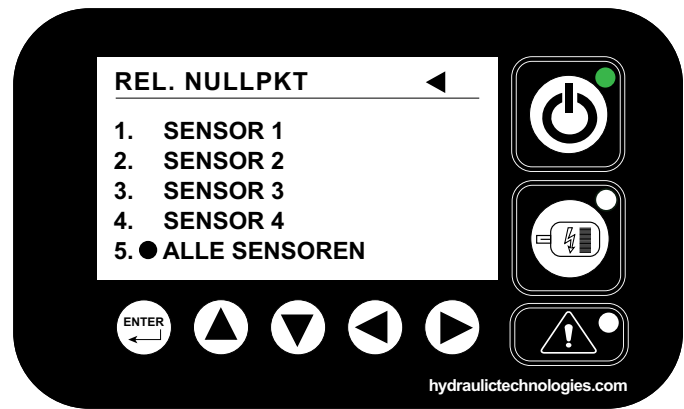 REL. NULLPKT
1. SENSOR 1
2. SENSOR 2
3. SENSOR 3
4. SENSOR 4
5. ALLE SENSOREN
ENTER
hydraulictechnologies.com